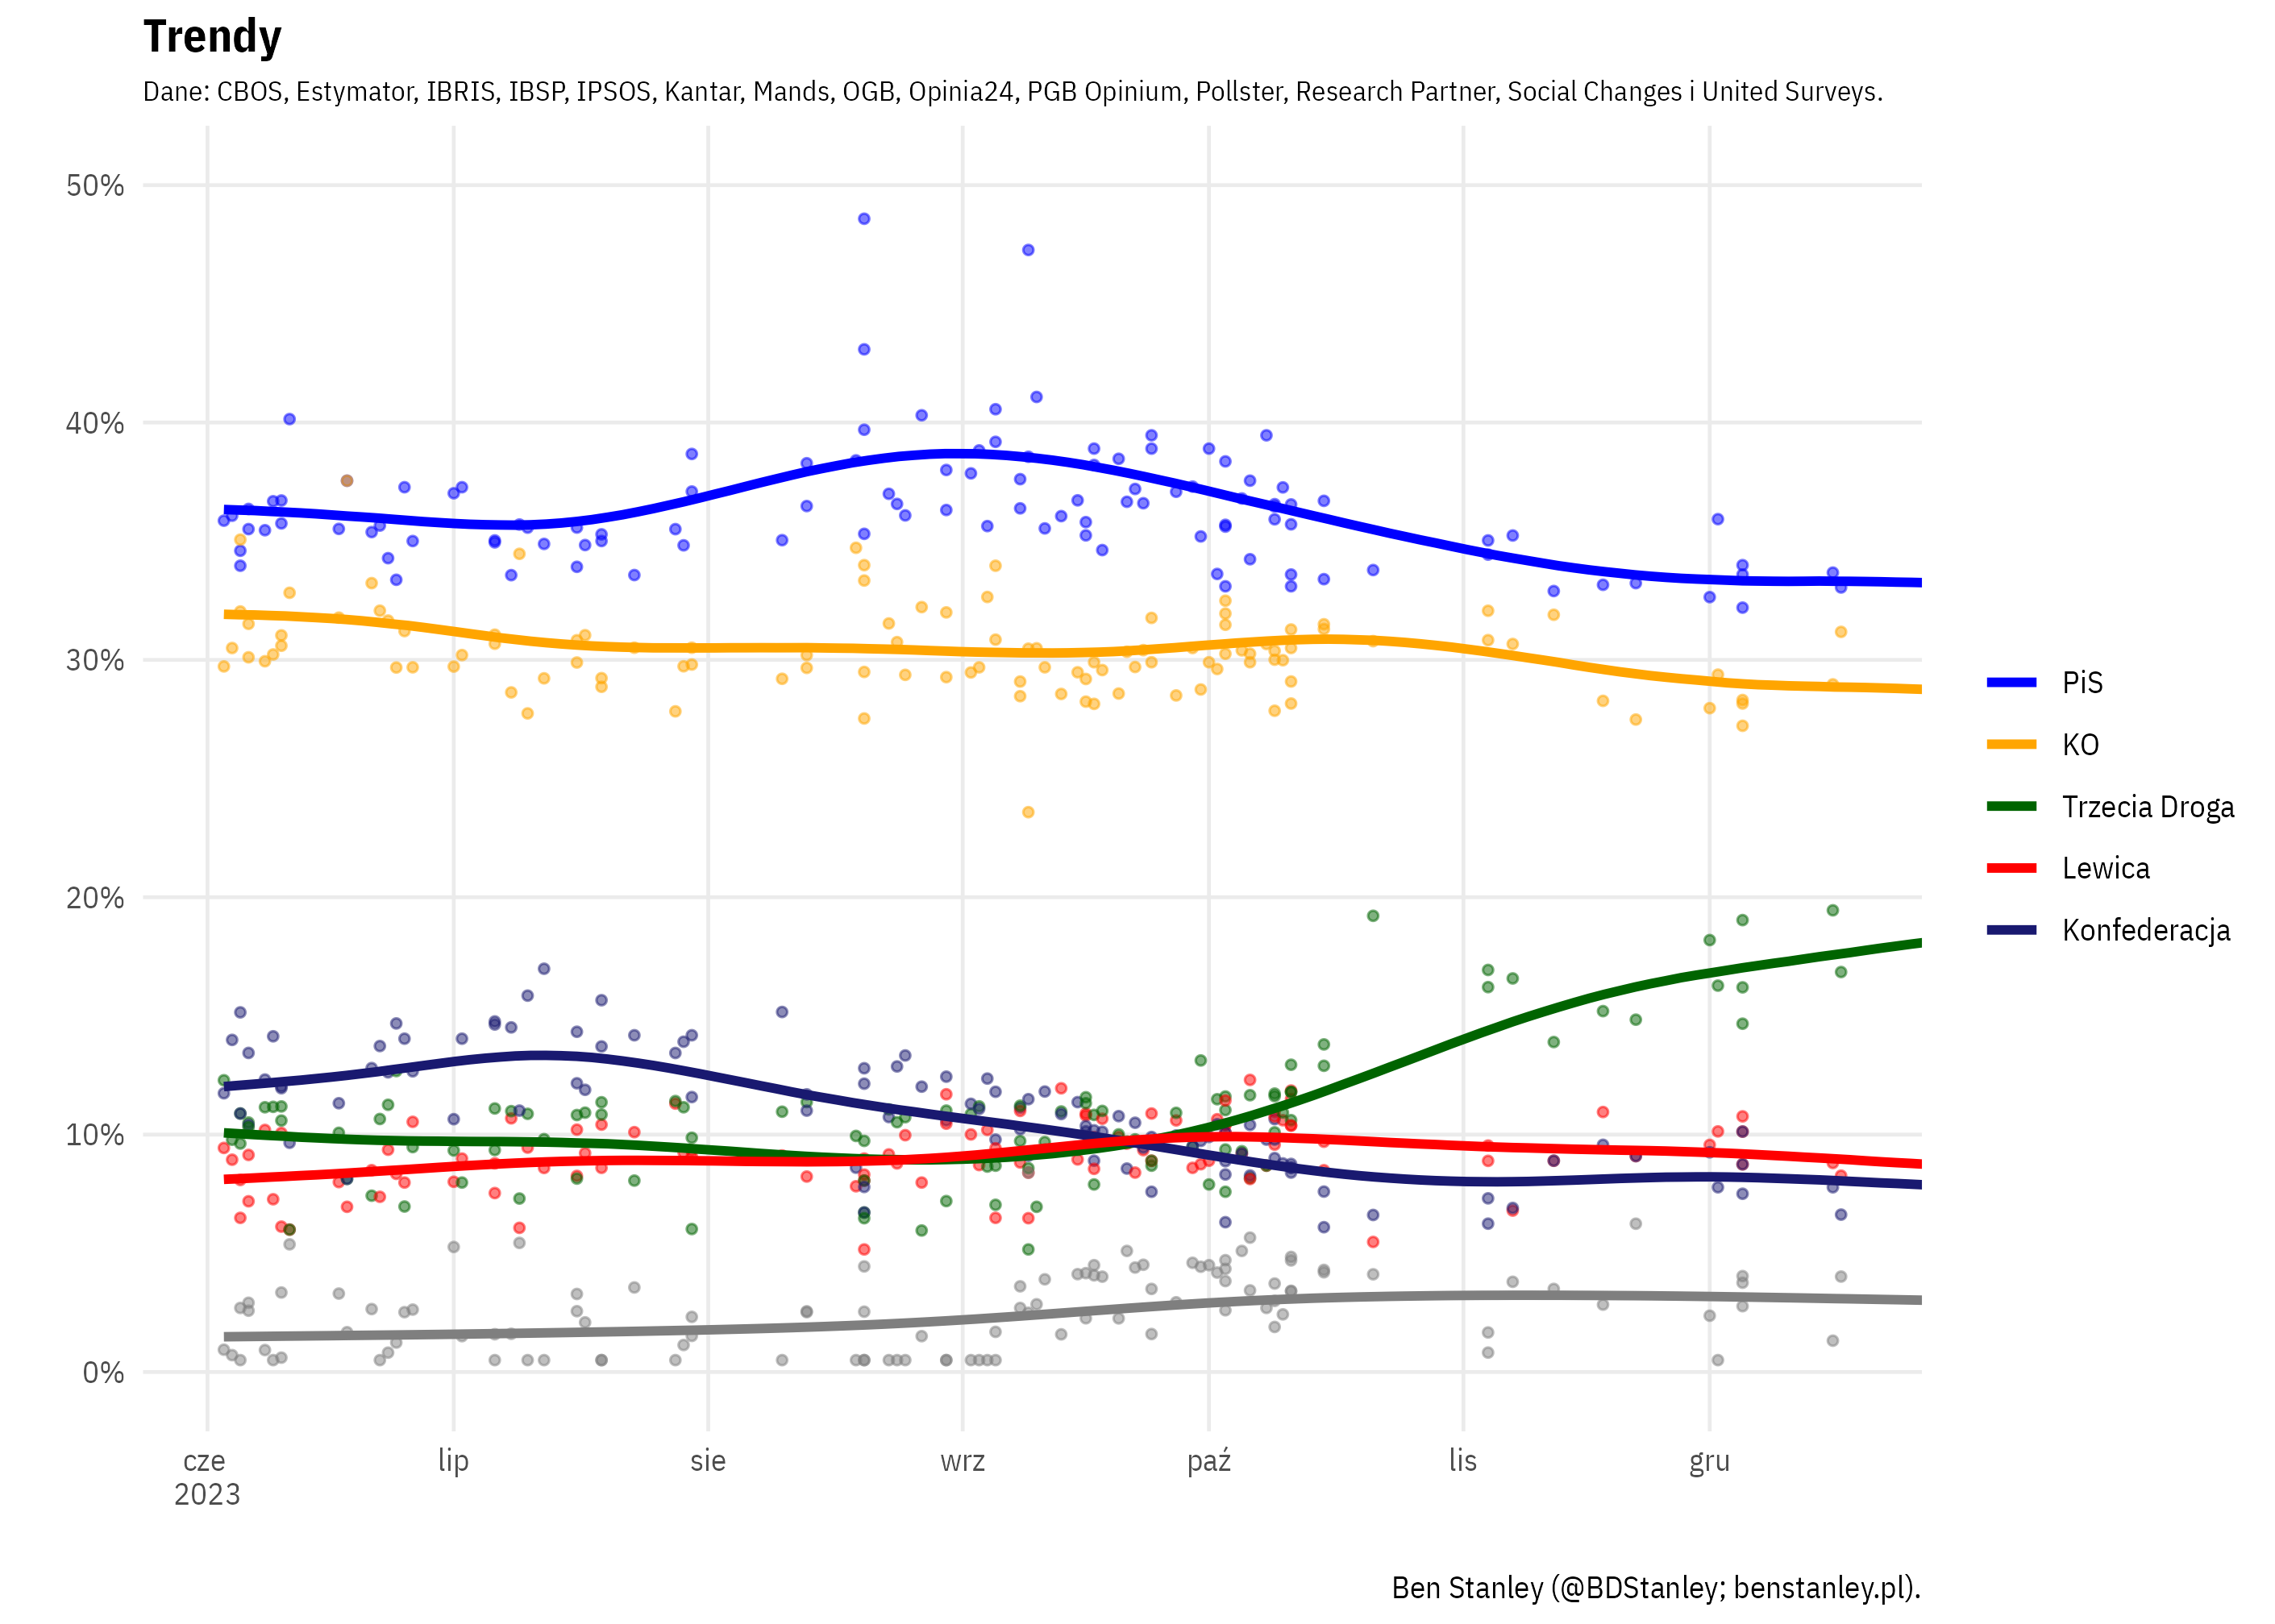 Trendy
Dane: CBOS, Estymator, IBRIS, IBSP, IPSOS, Kantar, Mands, OGB, Opinia24, PGB Opinium, Pollster, Research Partner, Social Changes i United Surveys.
50%
40%
30%
20%
10%
0%
cze
2023
lip
sie
wrz
paź
lis
gru
PiS
KO
Trzecia Droga
Lewica
Konfederacja
Ben Stanley (@BDStanley; benstanley.pl).